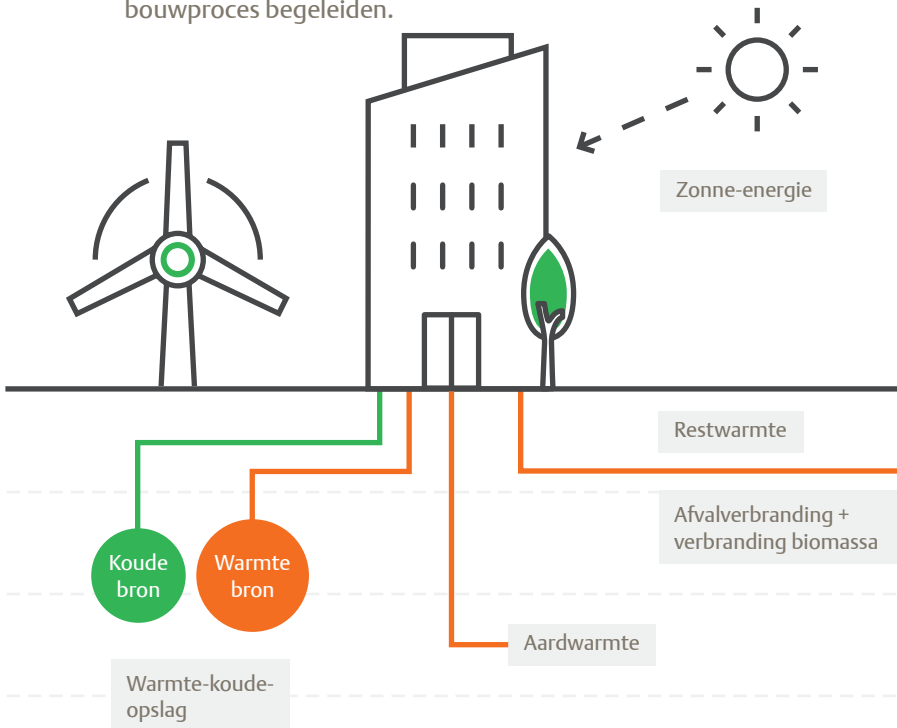 bouwproces begeleiden.
Zonne-energie
Restwarmte
Afvalverbranding +
verbranding biomassa
Koude
bron
Warmte
bron
Aardwarmte
Warmte-koude-
opslag